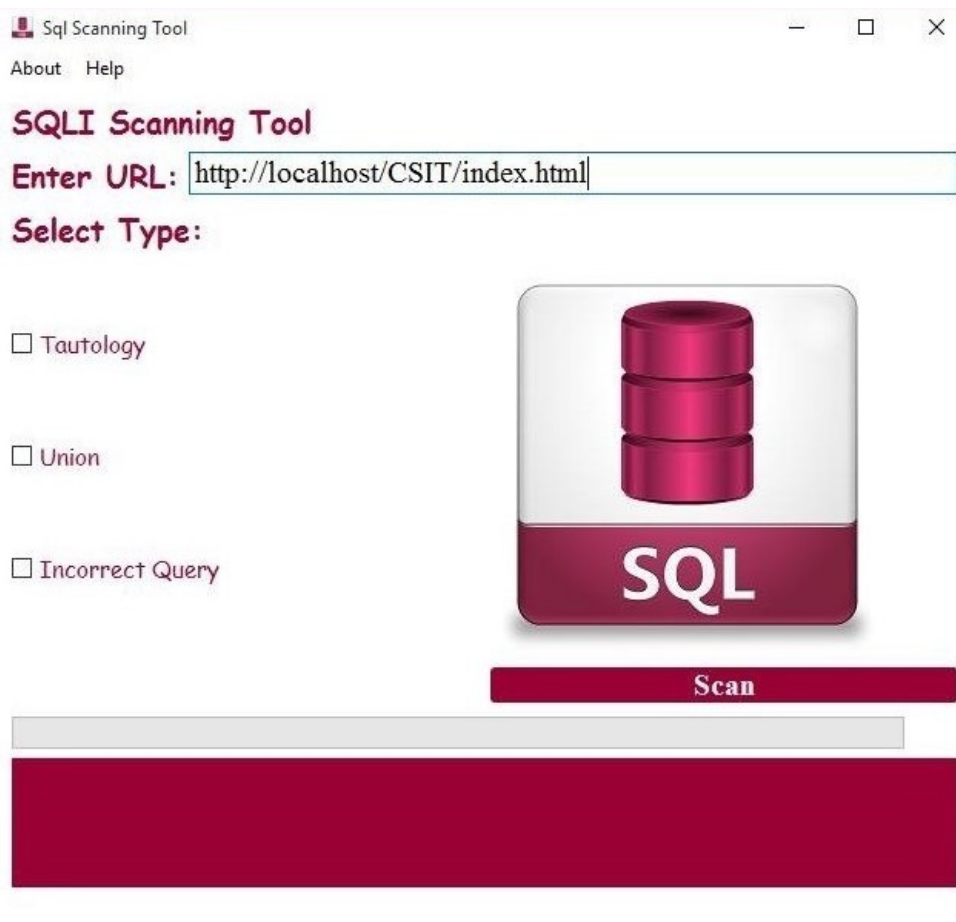 Sql Scanning Tool
About Help
SQLI Scanning Tool
Enter URL: http://localhost/CSIT/index.html
Select Type:
Tautology
Union
Incorrect Query
SQL
Scan